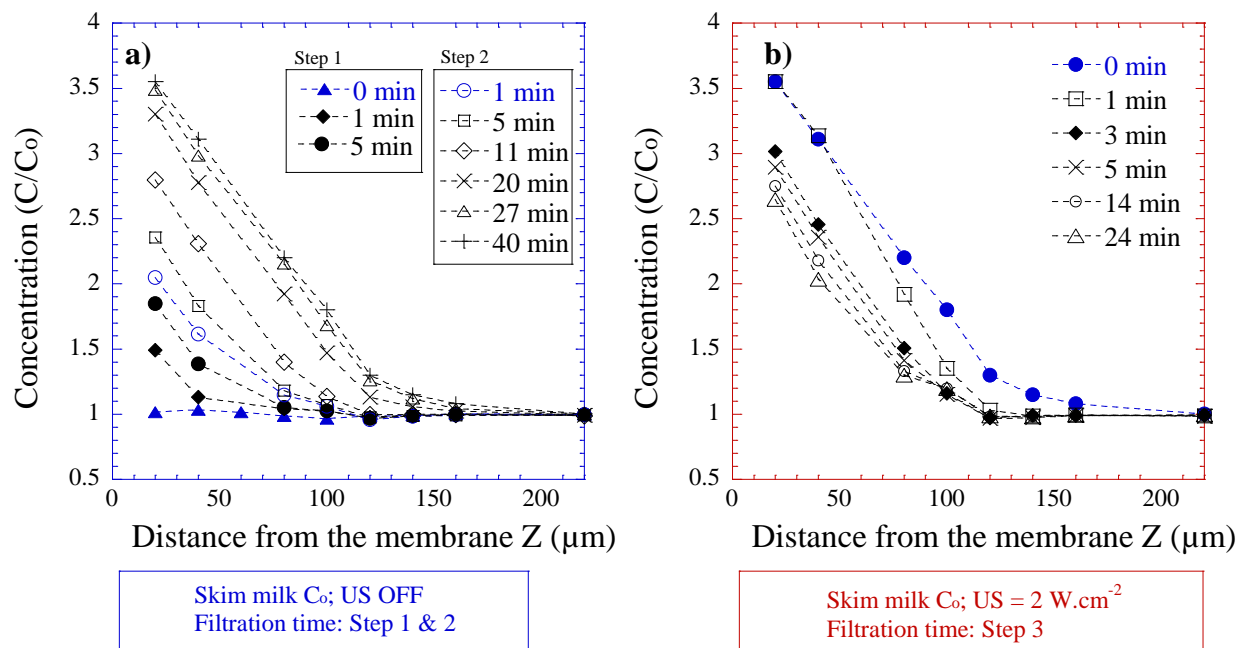 a)
Step 1
0 min
1 min
5 min
Step 2
1 min
5 min
11 min
20 min
27 min
40 min
Concentration (C/Co)
4
3.5
3
2.5
2
1.5
1
0.5
0
50
100
150
200
Distance from the membrane Z (µm)
Skim milk Co; US OFF
Filtration time: Step 1 & 2
b)
0 min
1 min
3 min
5 min
14 min
24 min
Concentration (C/Co)
4
3.5
3
2.5
2
1.5
1
0.5
0
50
100
150
200
Distance from the membrane Z (µm)
Skim milk Co; US = 2 W.cm-2
Filtration time: Step 3